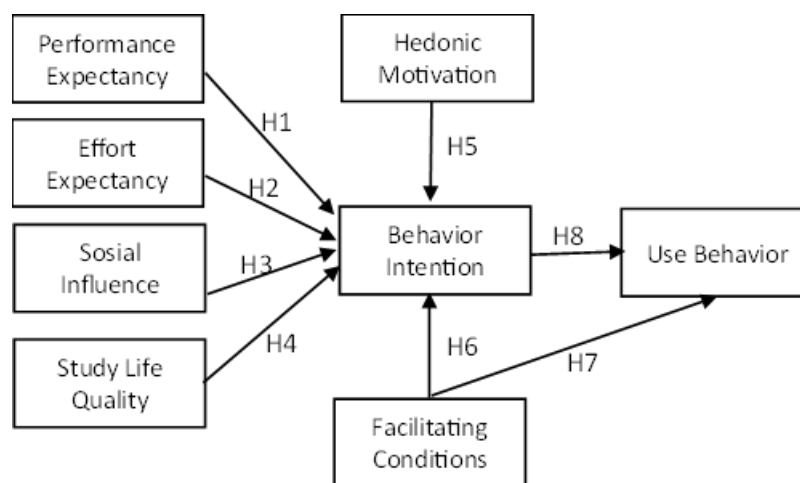 Performance
Expectancy
Hedonic
Motivation
H1
H5
Effort
Expectancy
H2
Sosial
Influence
H3
Behavior
Intention
H8
Use Behavior
H4
Study Life
Quality
H6
H7
Facilitating
Conditions